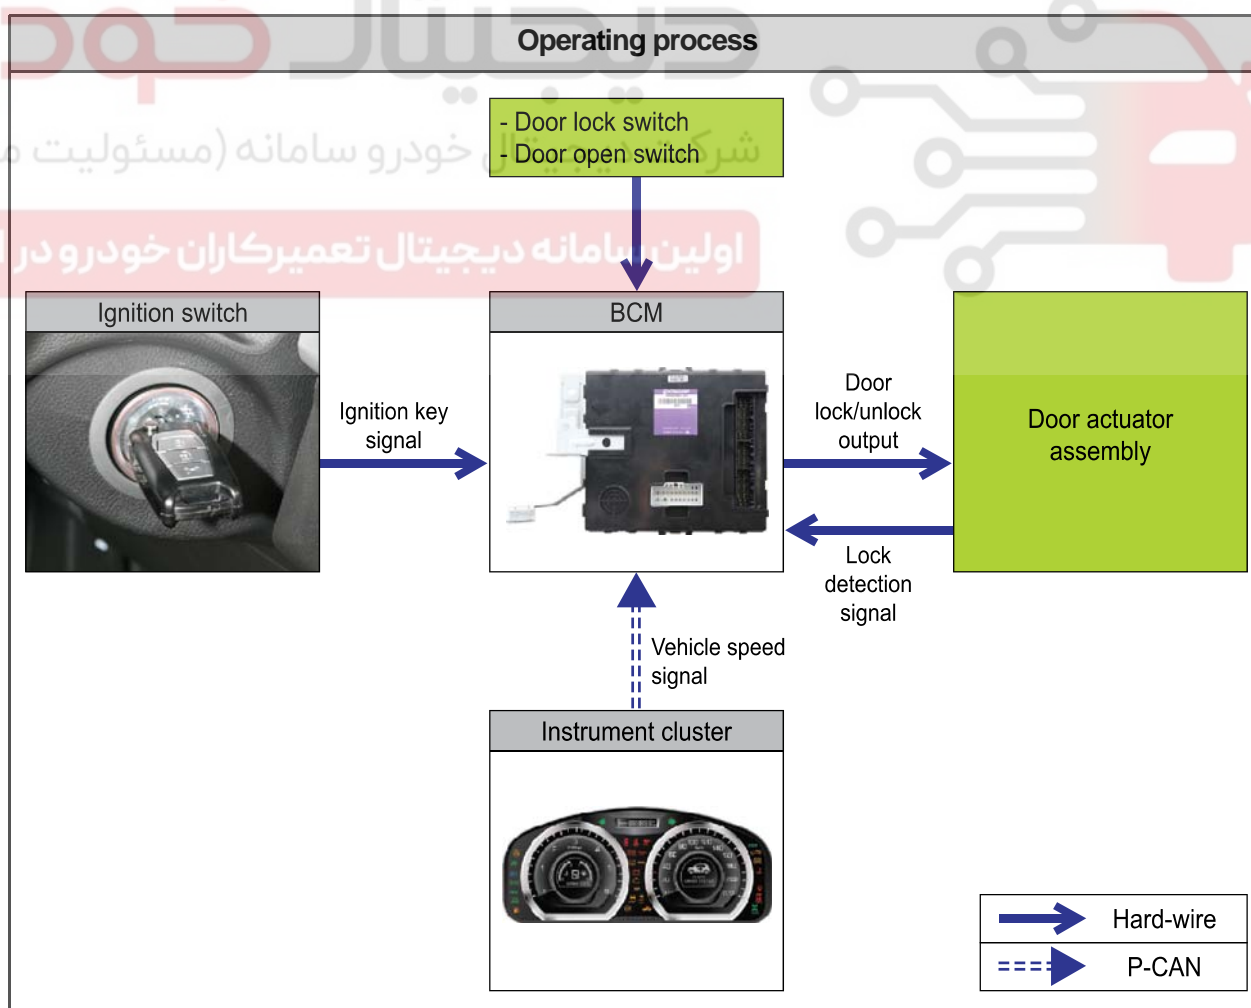 دیجیتال خودرو
Operating process
- Door lock switch
- Door open switch
شرکت دیجیتال خودرو سامانه (مسئولیت
اولین سامانه دیجیتال تعمیرکاران خودرو در
Ignition switch
BCM
Ignition key
signal
Door
lock/unlock
output
Door actuator
assembly
Lock
detection
signal
Vehicle speed
signal
Instrument cluster
Hard-wire
P-CAN